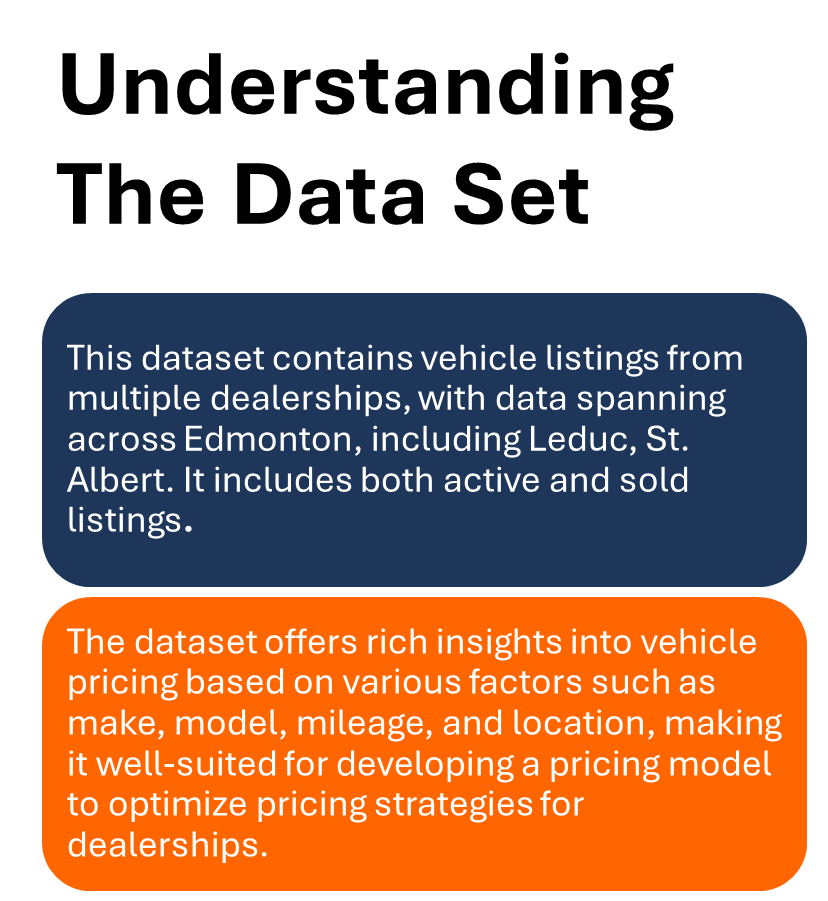 Understanding
The Data Set
This dataset contains vehicle listings from
multiple dealerships, with data spanning
across Edmonton, including Leduc, St.
Albert. It includes both active and sold
listings.
The dataset offers rich insights into vehicle
pricing based on various factors such as
make, model, mileage, and location, making
it well-suited for developing a pricing model
to optimize pricing strategies for
dealerships.